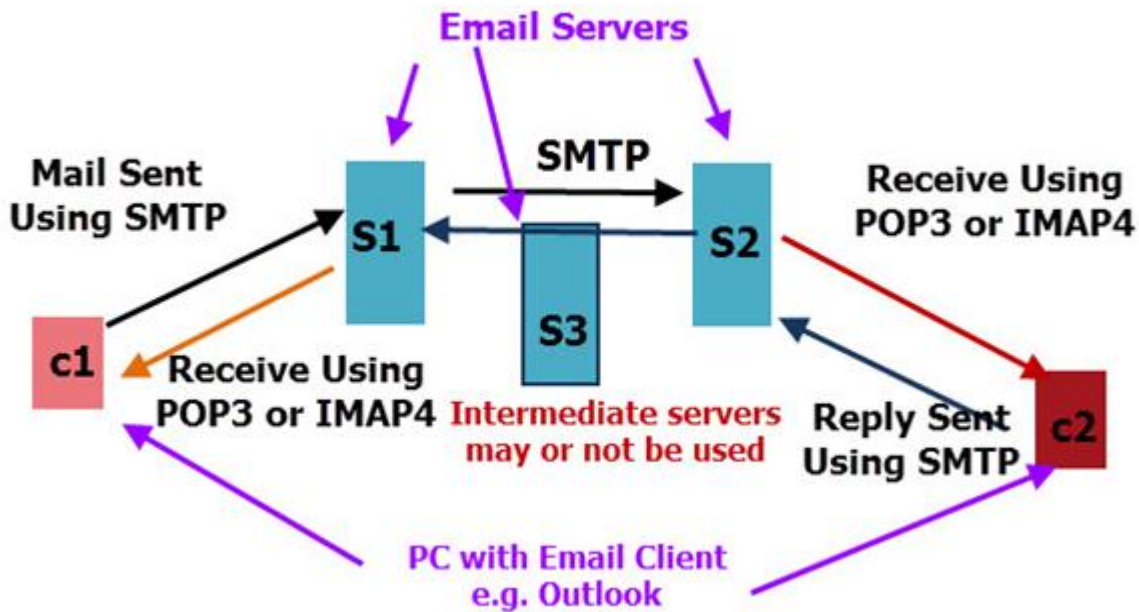 Email Servers
SMTP
Mail Sent
Using SMTP
Receive Using
POP3 or IMAP4
S1
S2
S3
c1
c2
Receive Using
POP3 or IMAP4
Intermediate servers
may or not be used
Reply Sent
Using SMTP
PC with Email Client
e.g. Outlook